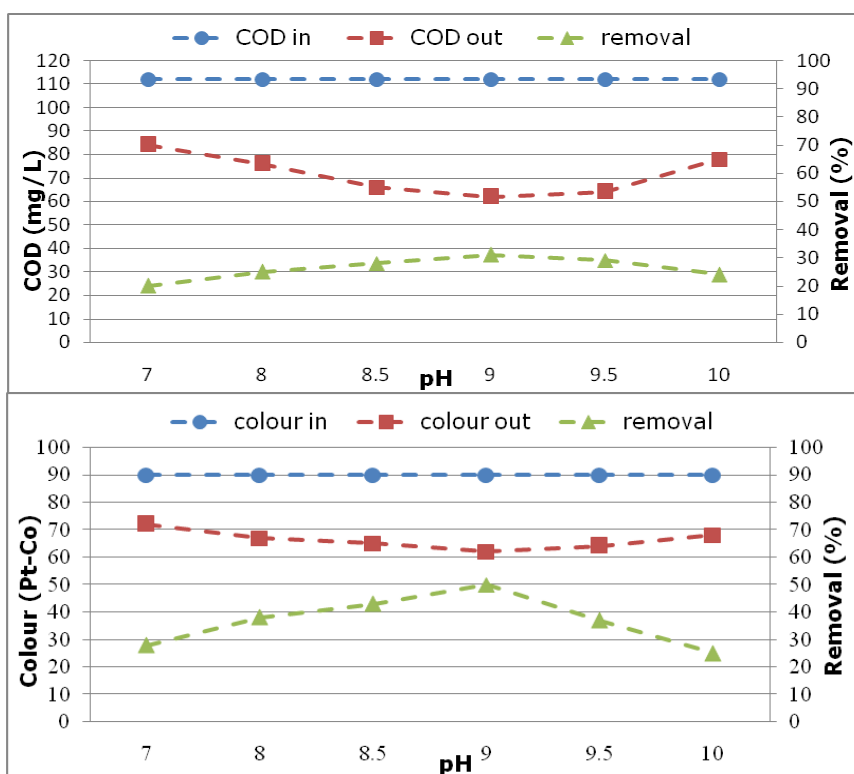 COD in COD out removal
120 100
110 90
100 80
90 70
80 60
70 50
60 40
50 30
40 20
30 10
20 0
10
0
COD (mg/L)
Removal (%)
7 8 8.5 9 9.5 10
pH
colour in colour out removal
100 100
90 90
80 80
70 70
60 60
50 50
40 40
30 30
20 20
10 10
0 0
Colour (Pt-Co)
Removal (%)
7 8 8.5 9 9.5 10
pH